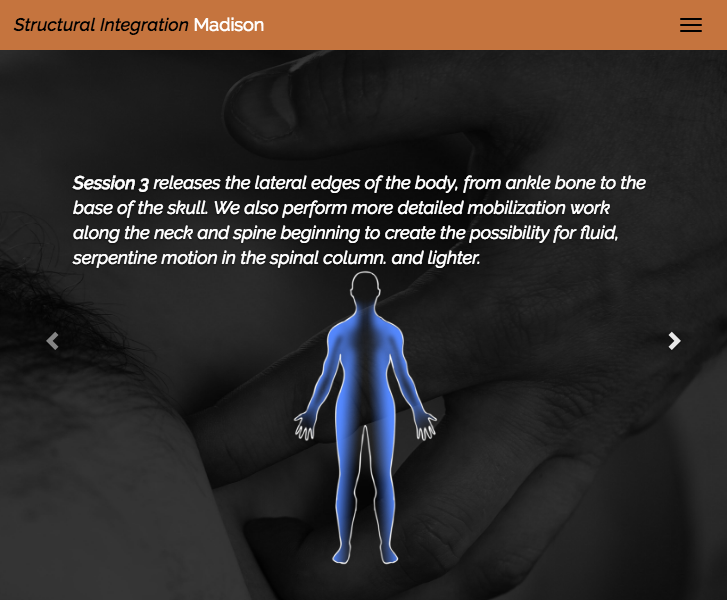 Structural Integration Madison
Session 3 releases the lateral edges of the body, from ankle bone to the
base of the skull. We also perform more detailed mobilization work
along the neck and spine beginning to create the possibility for fluid,
serpentine motion in the spinal column. and lighter.